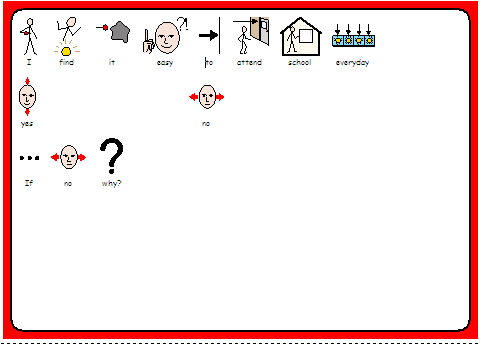 I find it easy to attend school everyday
yes no
If no why?